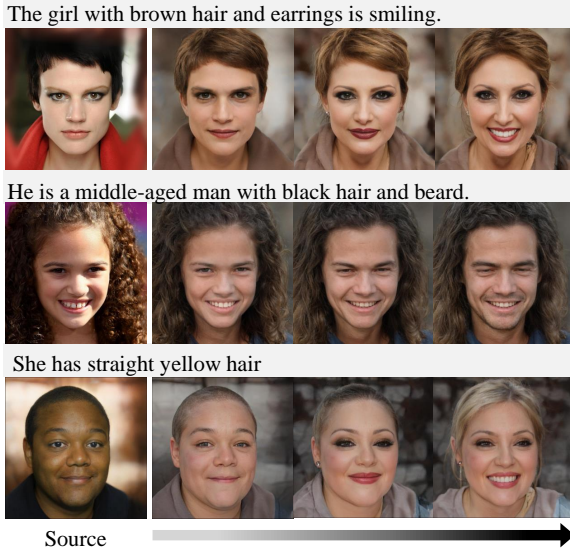 The girl with brown hair and earrings is smiling.
He is a middle-aged man with black hair and beard.
She has straight yellow hair
Source